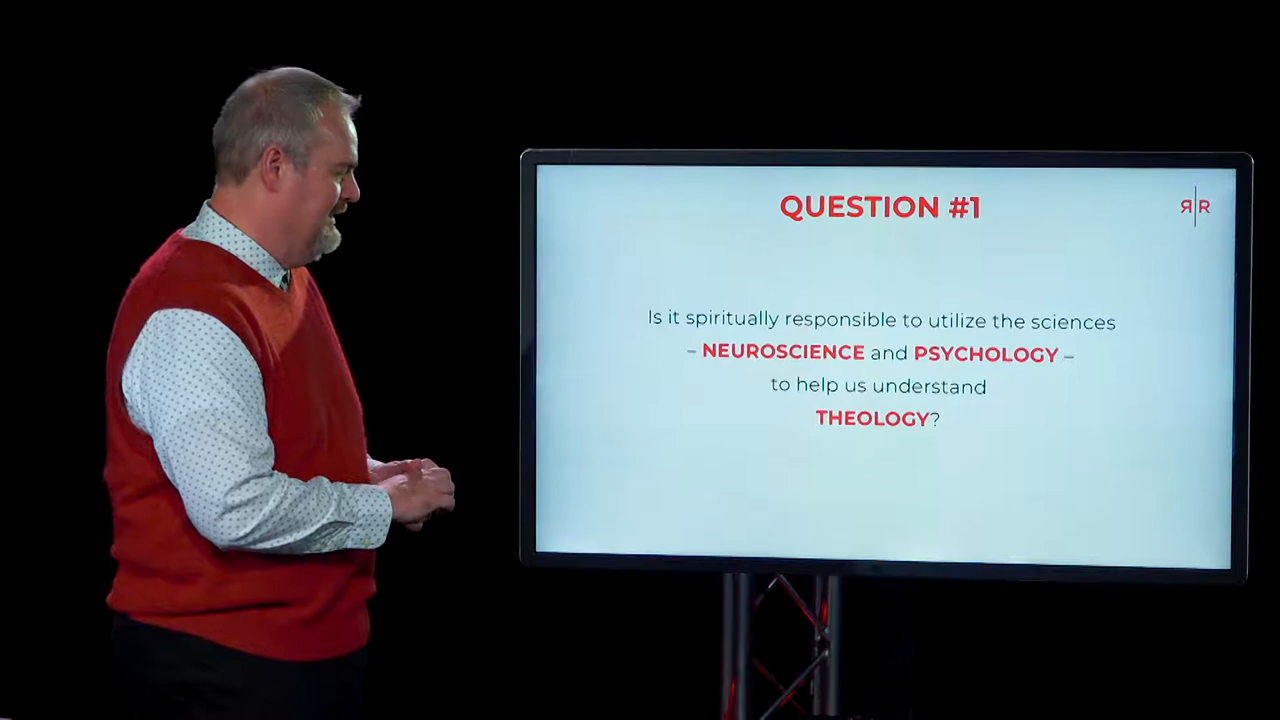 QUESTION #1
Я|R
Is it spiritually responsible to utilize the sciences
– NEUROSCIENCE and PSYCHOLOGY –
to help us understand
THEOLOGY?